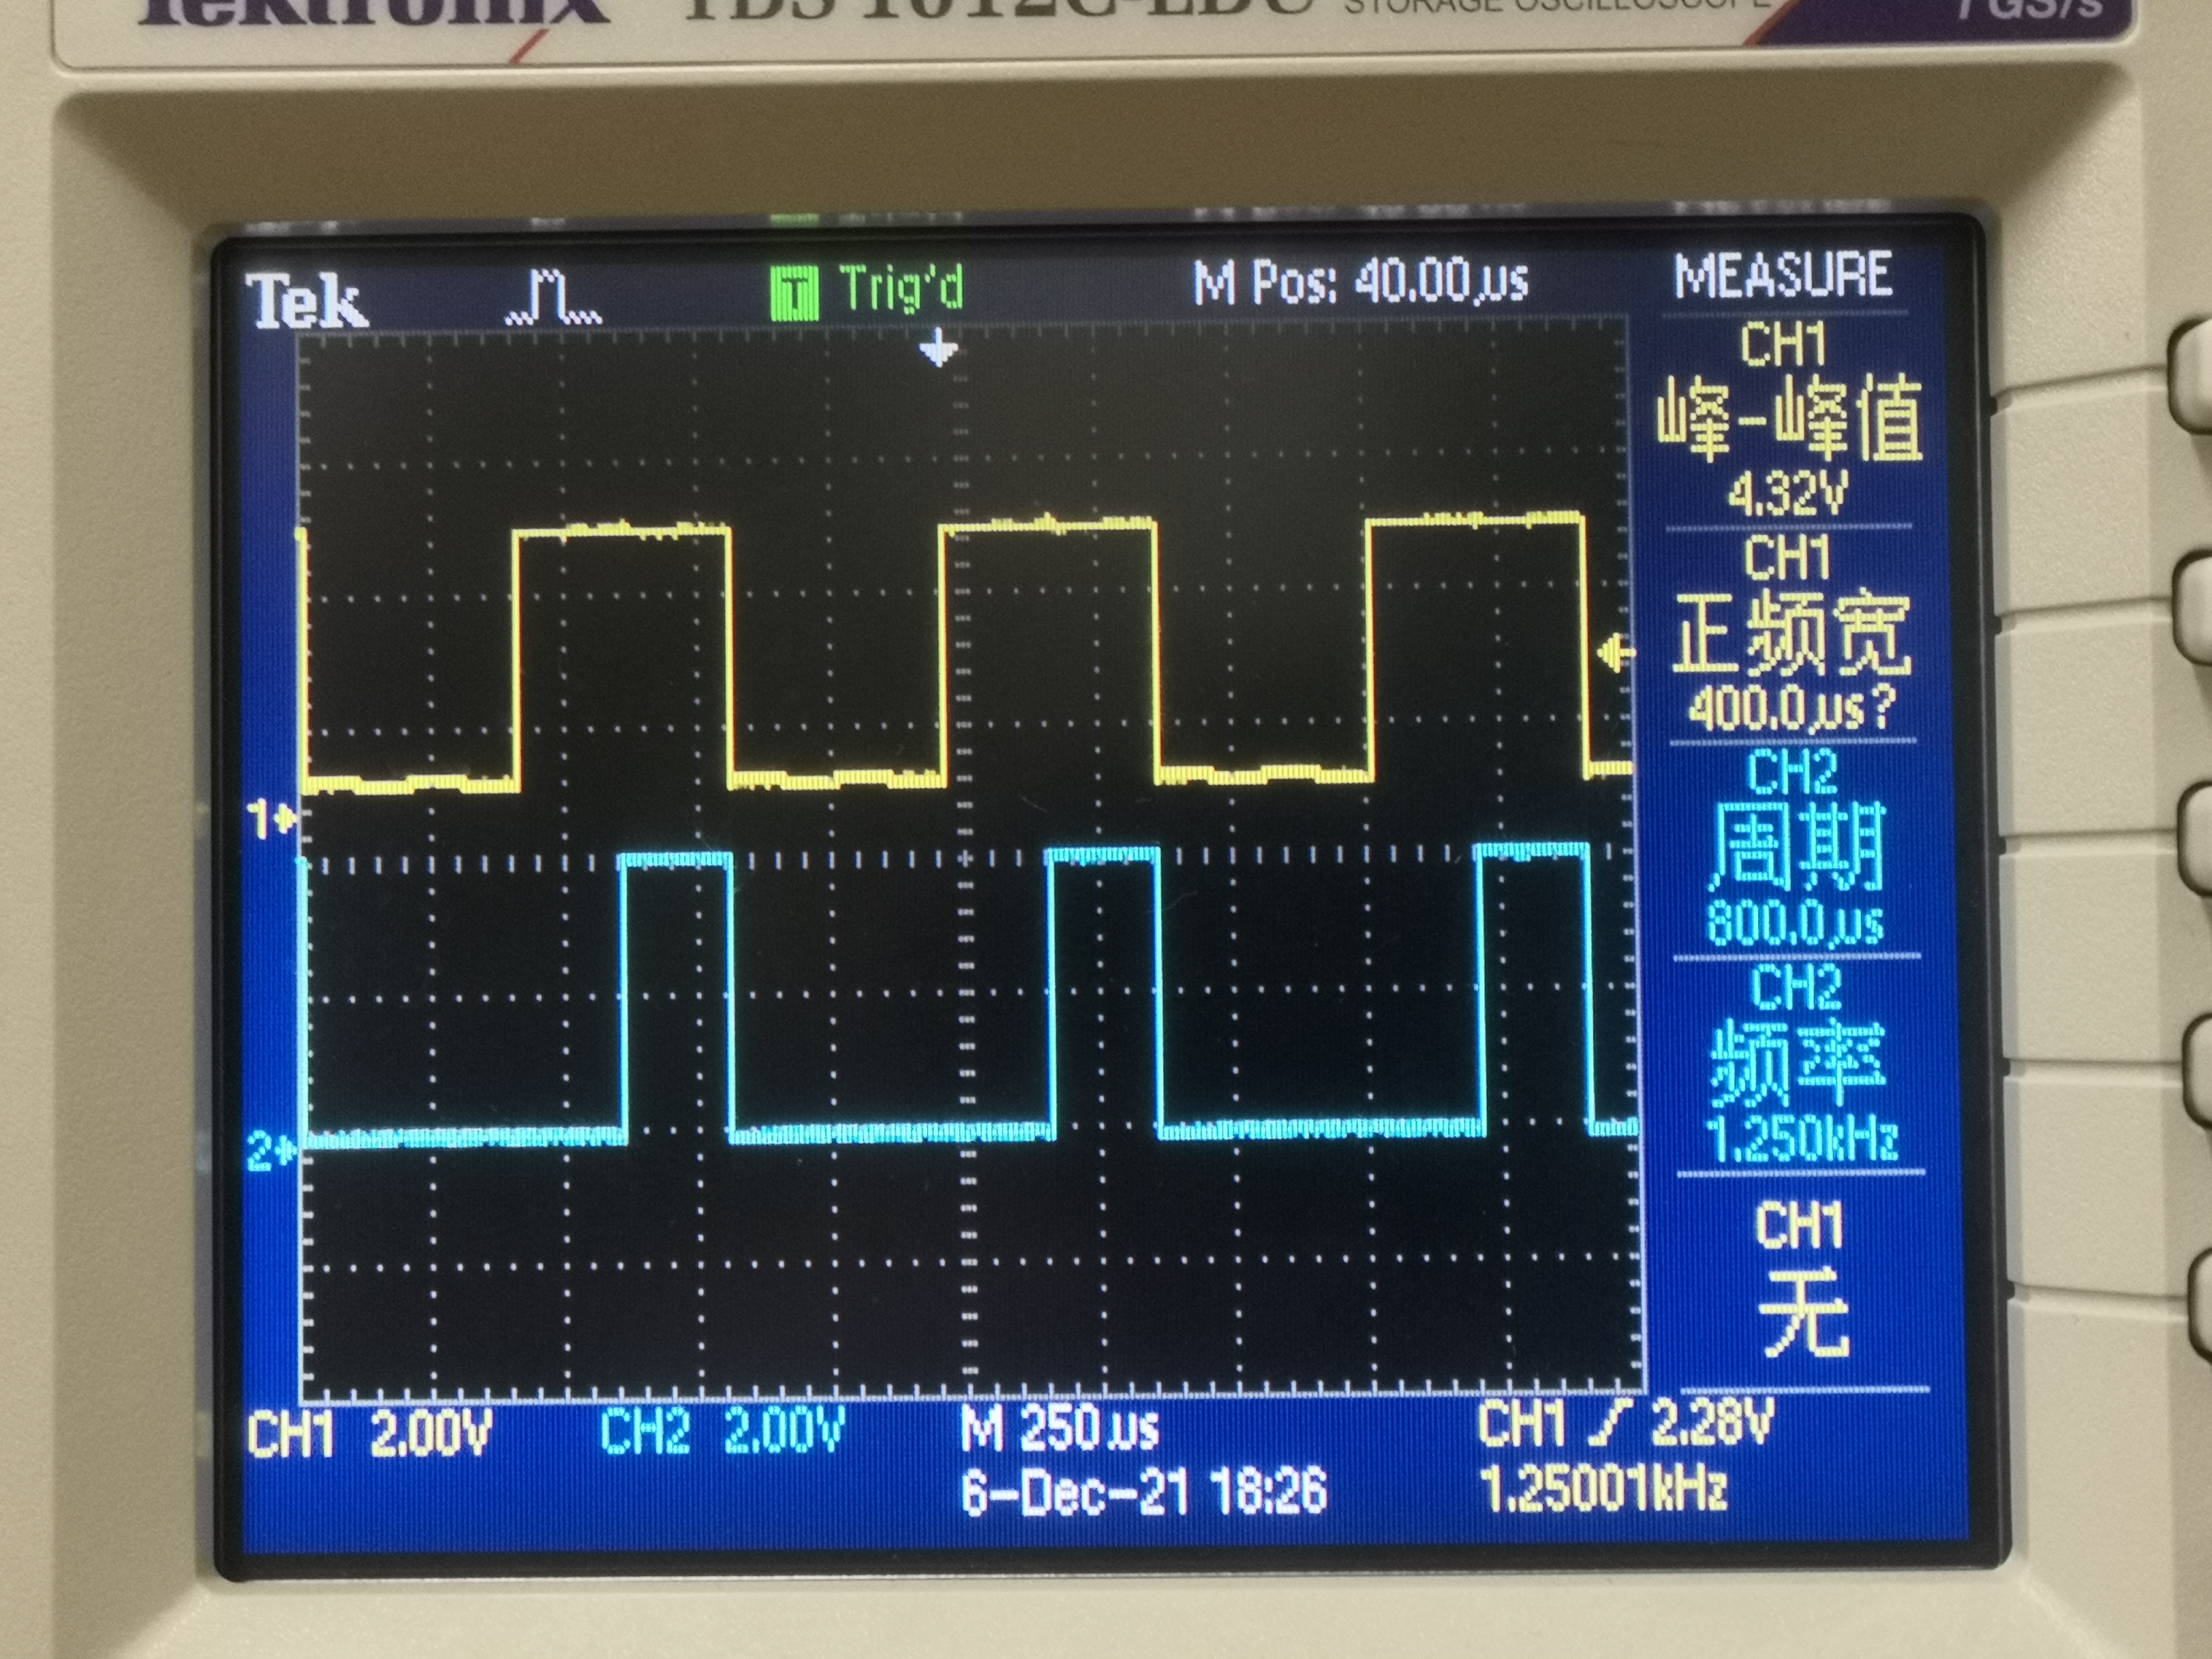 Tektronix TDS 1012C-EDU STORAGE OSCILLOSCOPE 1 GS/s
Tek T Trig'd M Pos: 40.00µs MEASURE
CH1
峰-峰值
4.32V
CH1
正频宽
400.0µs?
CH2
周期
800.0µs
CH2
频率
1.250kHz
CH1
无
1
2
CH1 2.00V CH2 2.00V M 250µs CH1 2.28V
6-Dec-21 18:26 1.25001kHz